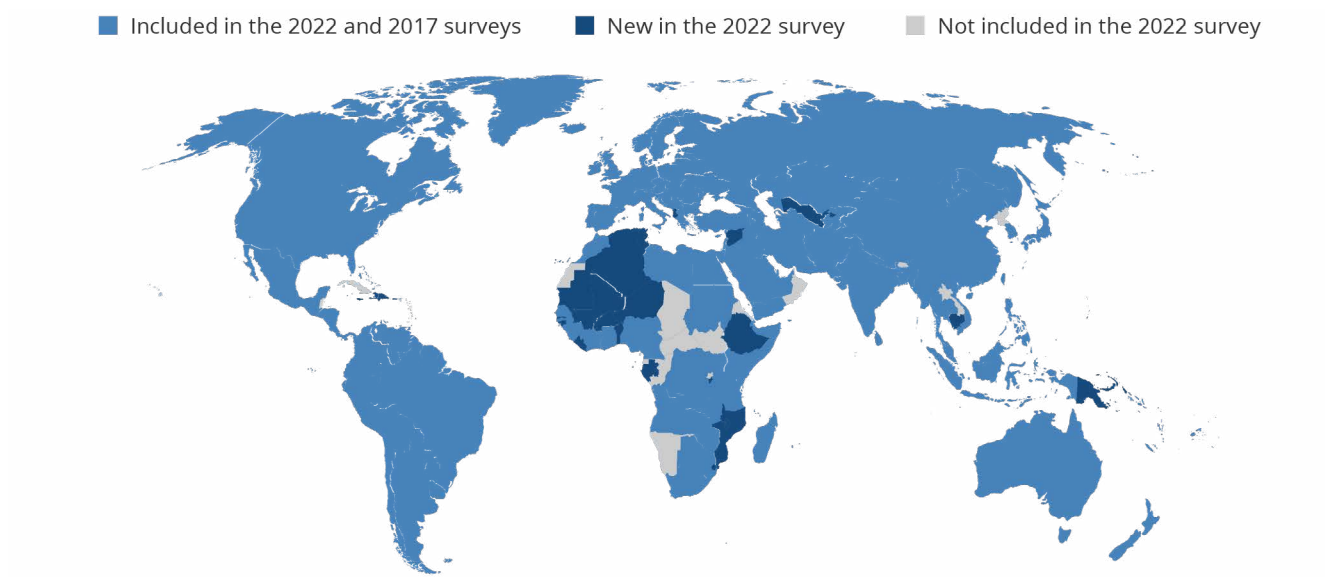 Included in the 2022 and 2017 surveys New in the 2022 survey Not included in the 2022 survey